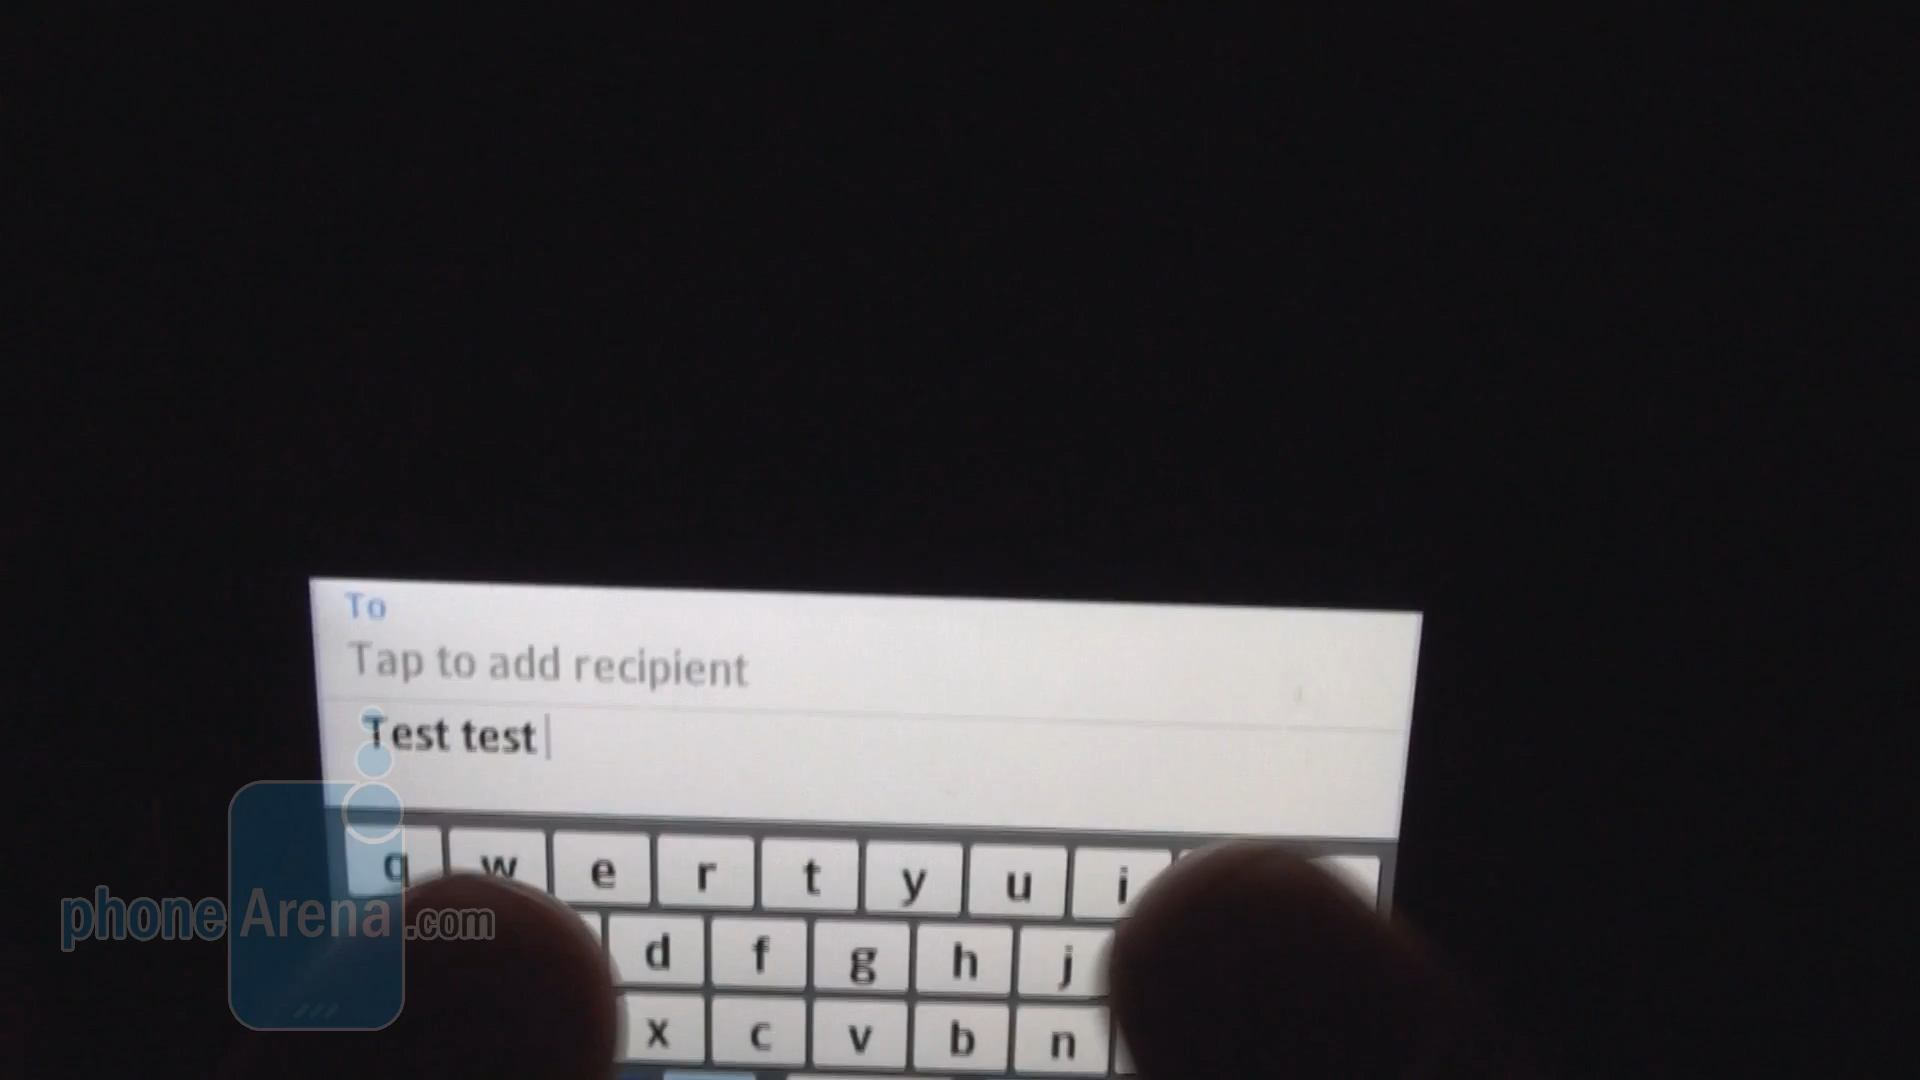 To
Tap to add recipient
Test test
q w e r t y u i
d f g h j
x c v b n
phoneArena.com